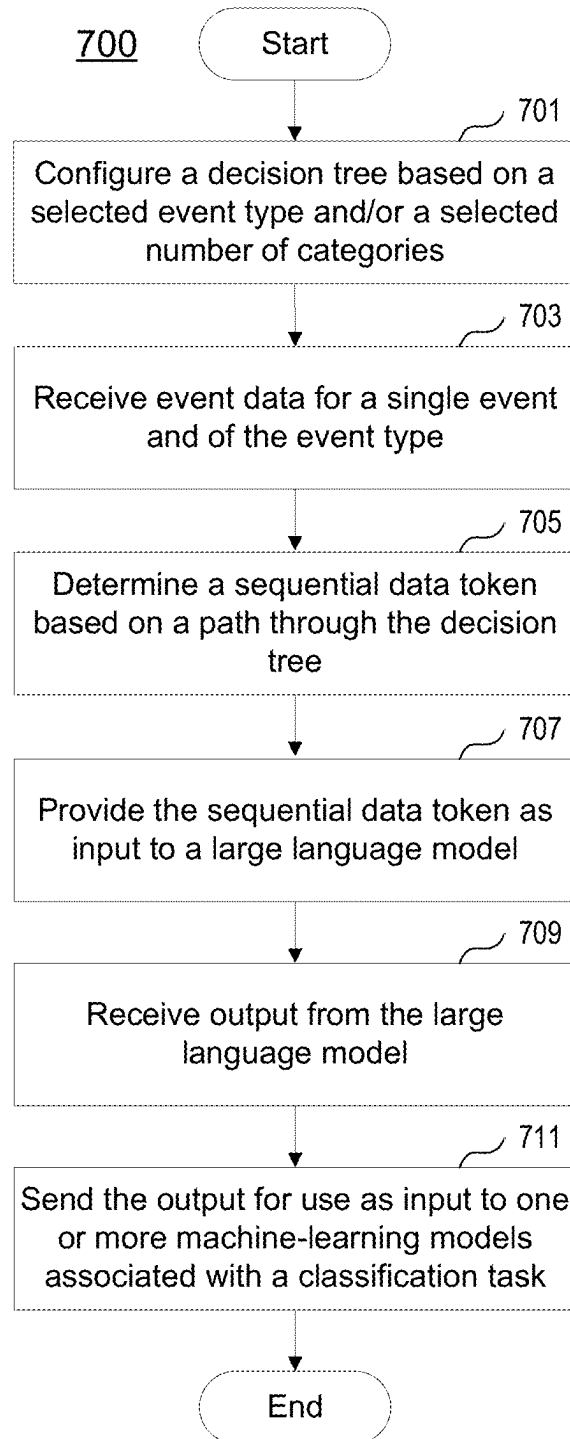 700
Start
701
Configure a decision tree based on a
selected event type and/or a selected
number of categories
703
Receive event data for a single event
and of the event type
705
Determine a sequential data token
based on a path through the decision
tree
707
Provide the sequential data token as
input to a large language model
709
Receive output from the large
language model
711
Send the output for use as input to one
or more machine-learning models
associated with a classification task
End